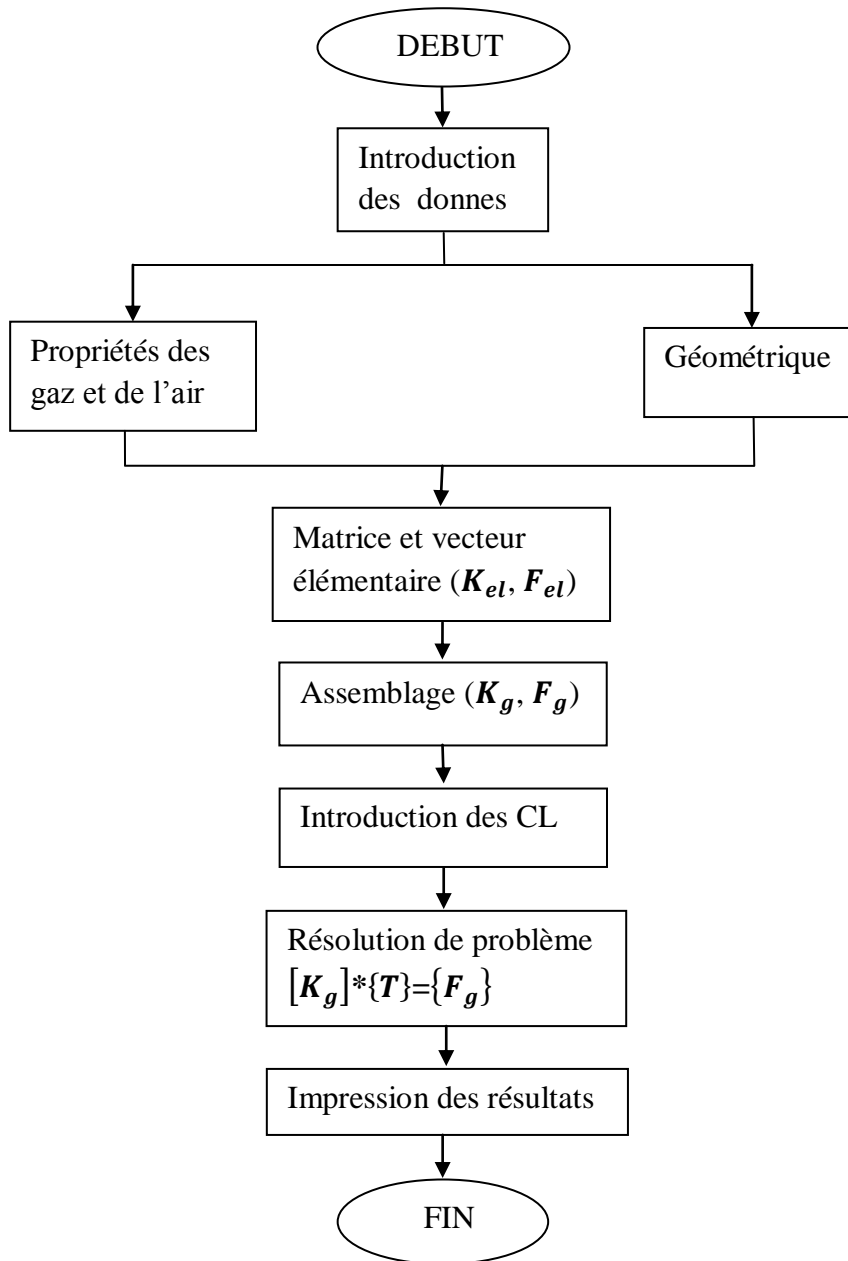 DEBUT
Introduction
des donnes
Propriétés des
gaz et de l’air
Géométrique
Matrice et vecteur
élémentaire (K_el, F_el)
Assemblage (K_g, F_g)
Introduction des CL
Résolution de problème
[K_g]*{T}={F_g}
Impression des résultats
FIN